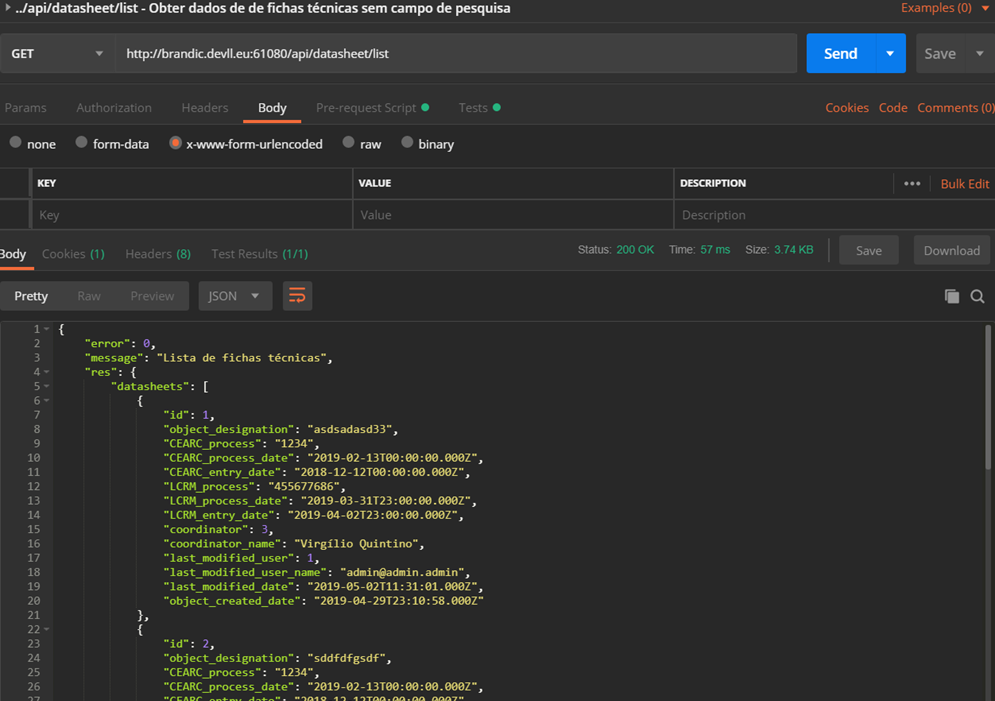 ../api/datasheet/list - Obter dados de de fichas técnicas sem campo de pesquisa Examples (0)
GET http://brandic.devll.eu:61080/api/datasheet/list Send Save
Params Authorization Headers Body Pre-request Script Tests Cookies Code Comments (0)
none form-data x-www-form-urlencoded raw binary
KEY VALUE DESCRIPTION ••• Bulk Edit
Key Value Description
Body Cookies (1) Headers (8) Test Results (1/1) Status: 200 OK Time: 57 ms Size: 3.74 KB Save Download
Pretty Raw Preview JSON
1 {
2 "error": 0,
3 "message": "Lista de fichas técnicas",
4 "res": {
5 "datasheets": [
6 {
7 "id": 1,
8 "object_designation": "asdsadasd33",
9 "CEARC_process": "1234",
10 "CEARC_process_date": "2019-02-13T00:00:00.000Z",
11 "CEARC_entry_date": "2018-12-12T00:00:00.000Z",
12 "LCRM_process": "455677686",
13 "LCRM_process_date": "2019-03-31T23:00:00.000Z",
14 "LCRM_entry_date": "2019-04-02T23:00:00.000Z",
15 "coordinator": 3,
16 "coordinator_name": "Virgílio Quintino",
17 "last_modified_user": 1,
18 "last_modified_user_name": "admin@admin.admin",
19 "last_modified_date": "2019-05-02T11:31:01.000Z",
20 "object_created_date": "2019-04-29T23:10:58.000Z"
21 },
22 {
23 "id": 2,
24 "object_designation": "sddfdfgsdf",
25 "CEARC_process": "1234",
26 "CEARC_process_date": "2019-02-13T00:00:00.000Z",
27 "CEARC_entry_date": "2018-12-12T00:00:00.000Z",